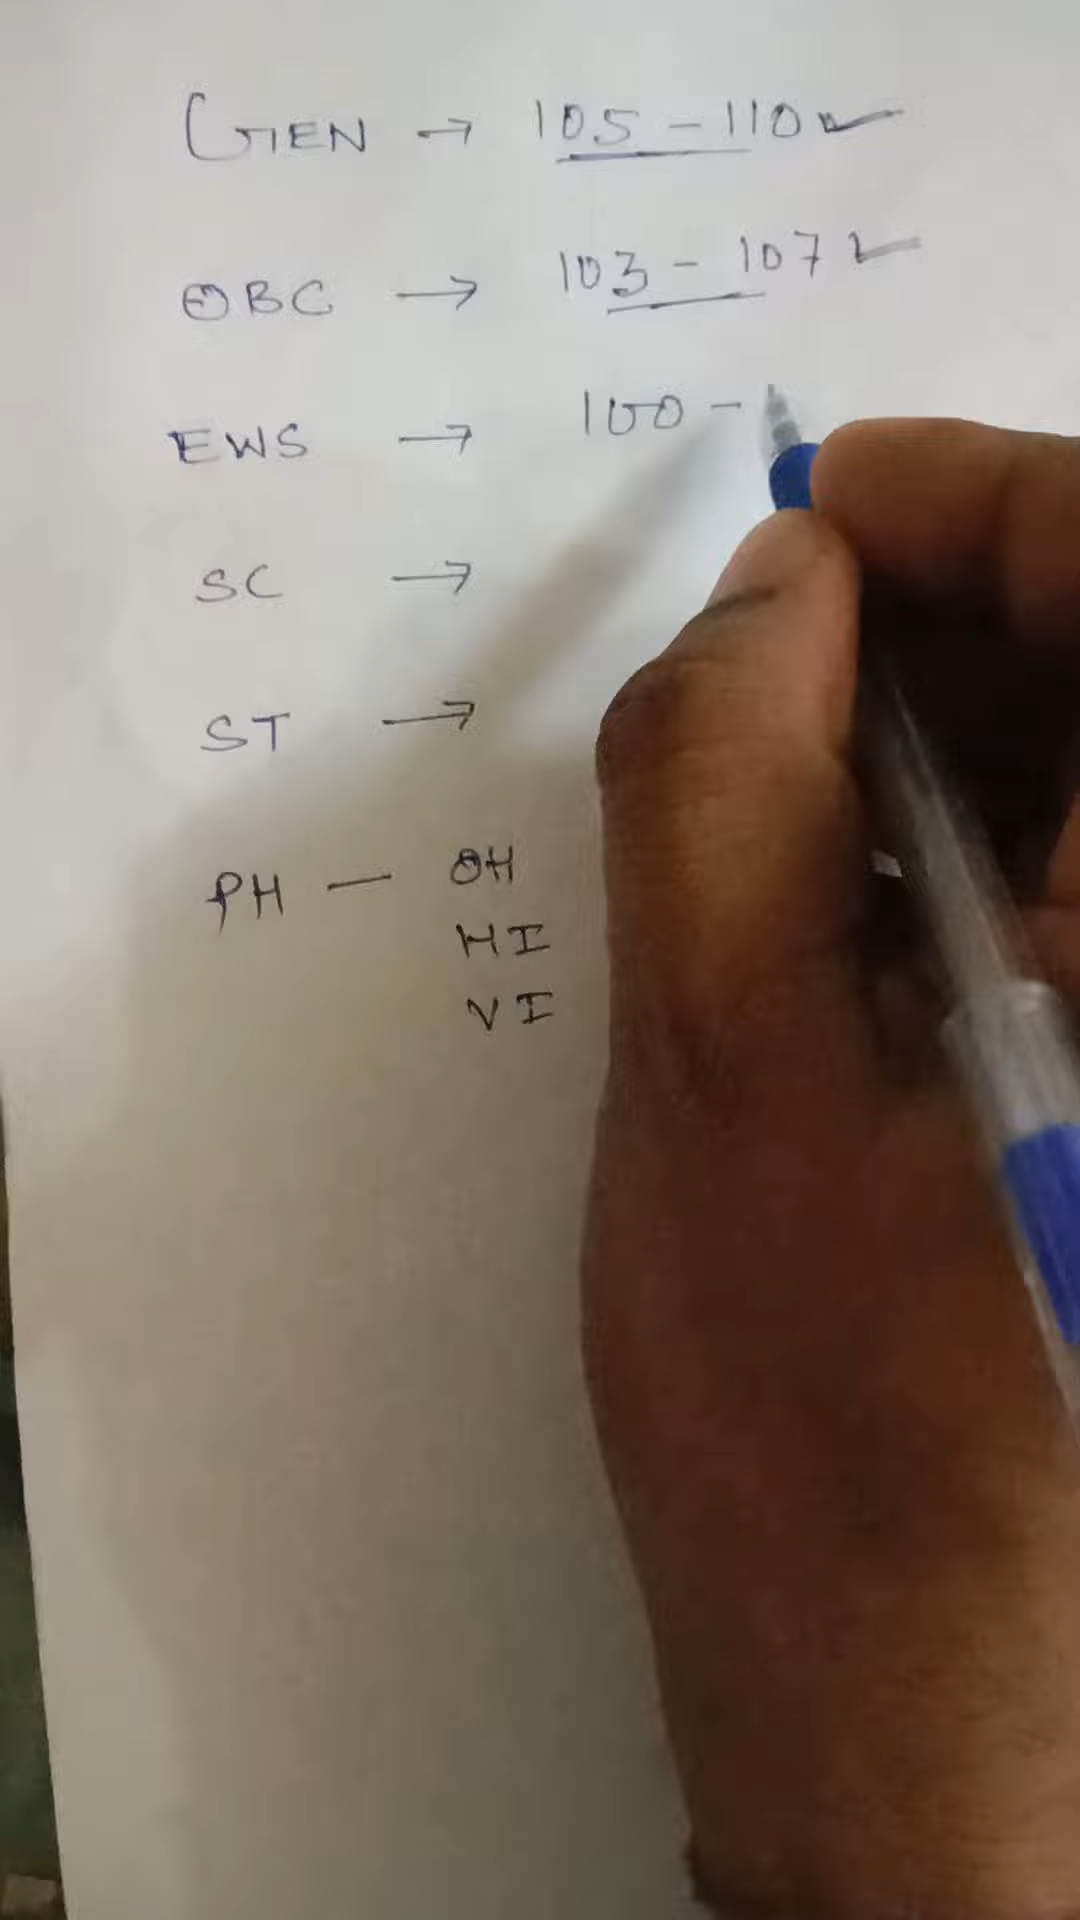 GEN → 105 - 110 ✓
OBC → 103 - 107 ✓
EWS → 100 -
SC →
ST →
PH — OH
HI
VI